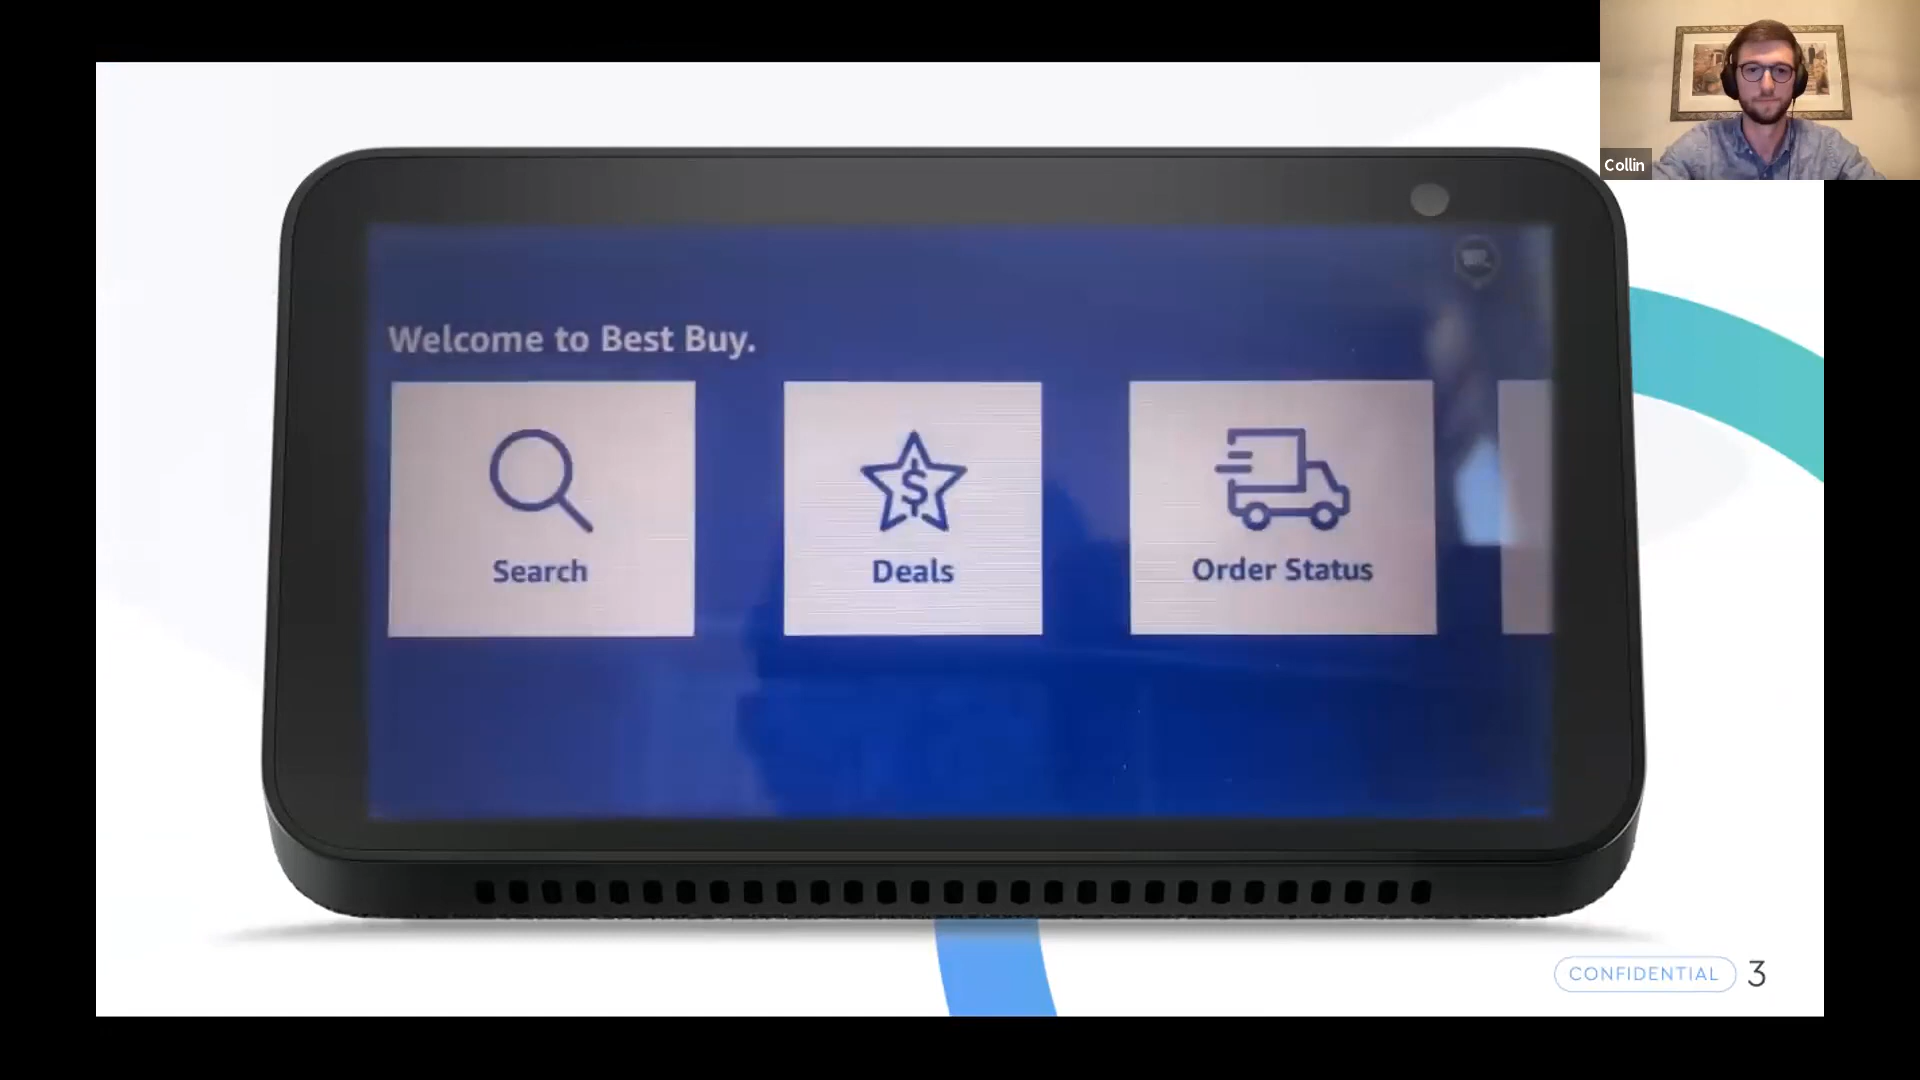 Collin
Welcome to Best Buy.
Search
Deals
$
Order Status
CONFIDENTIAL 3